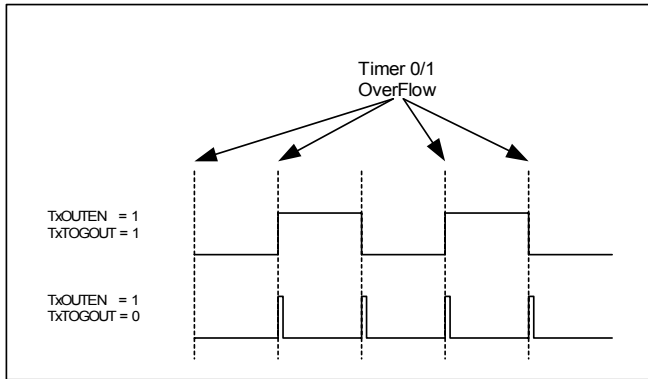 Timer 0/1
OverFlow
TxOUTEN = 1
TxTOGOUT = 1
TxOUTEN = 1
TxTOGOUT = 0